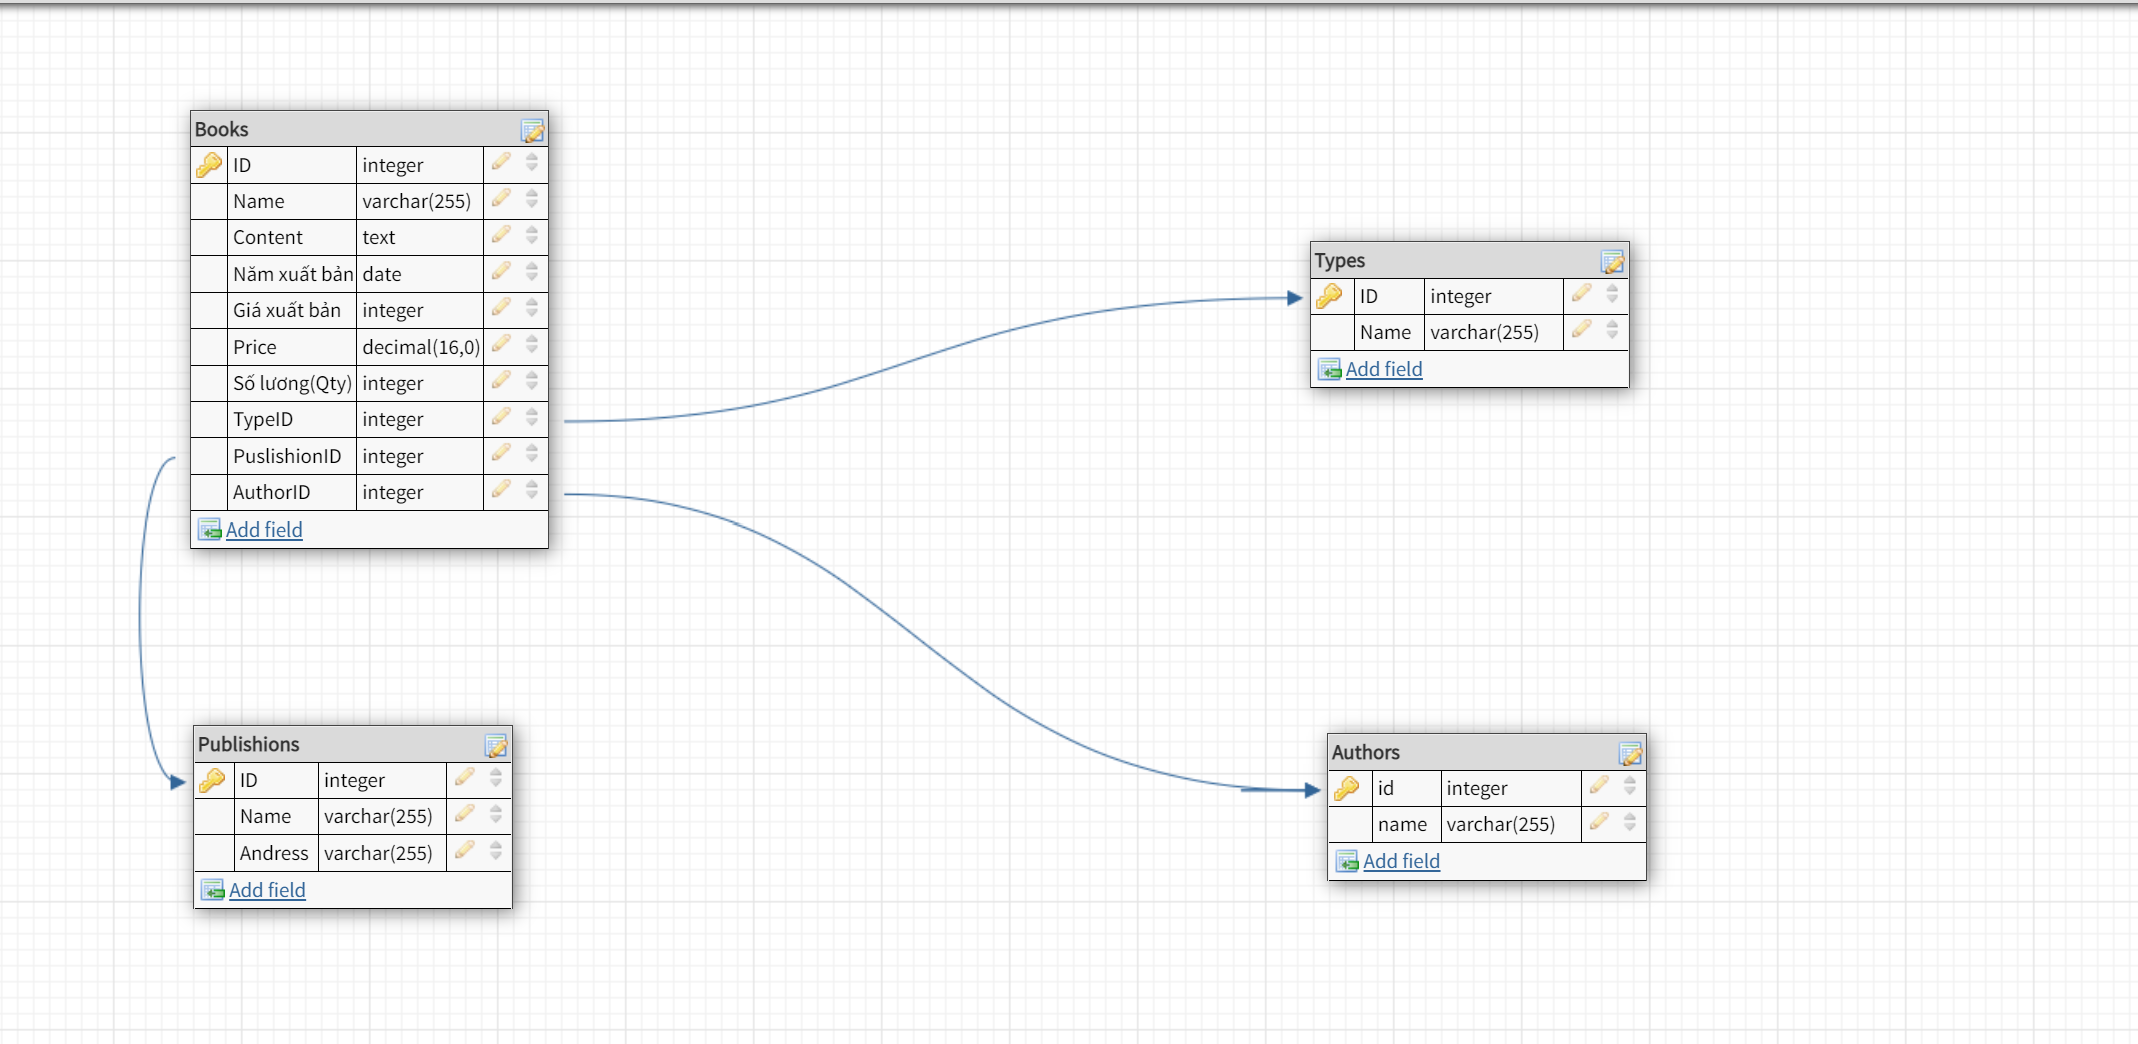 Books
ID integer
Name varchar(255)
Content text
Năm xuất bản date
Giá xuất bản integer
Price decimal(16,0)
Số lương(Qty) integer
TypeID integer
PuslishionID integer
AuthorID integer
Add field
Types
ID integer
Name varchar(255)
Add field
Publishions
ID integer
Name varchar(255)
Andress varchar(255)
Add field
Authors
id integer
name varchar(255)
Add field